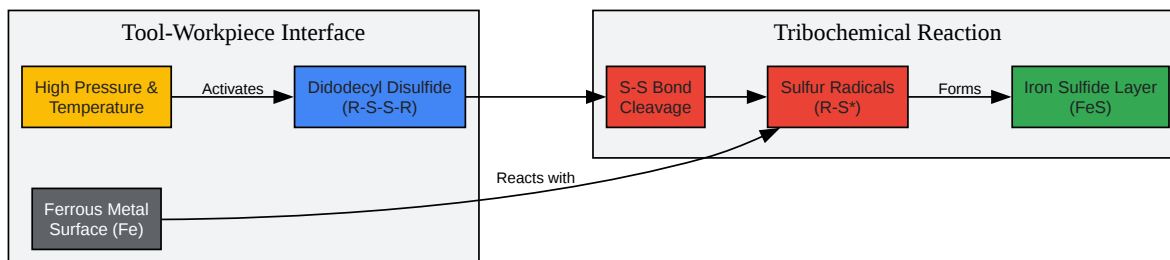 Tool-Workpiece Interface
High Pressure &
Temperature
Activates
Didodecyl Disulfide
(R-S-S-R)
Ferrous Metal
Surface (Fe)
Reacts with
Tribochemical Reaction
S-S Bond
Cleavage
Sulfur Radicals
(R-S*)
Forms
Iron Sulfide Layer
(FeS)